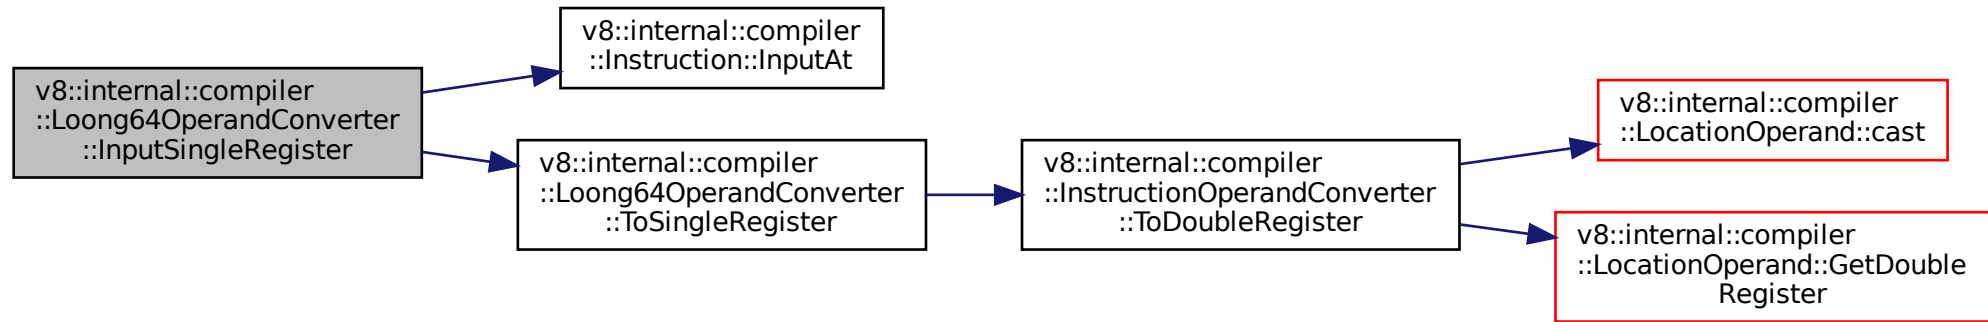 v8::internal::compiler
::Loong64OperandConverter
::InputSingleRegister
v8::internal::compiler
::Instruction::InputAt
v8::internal::compiler
::Loong64OperandConverter
::ToSingleRegister
v8::internal::compiler
::InstructionOperandConverter
::ToDoubleRegister
v8::internal::compiler
::LocationOperand::cast
v8::internal::compiler
::LocationOperand::GetDouble
Register